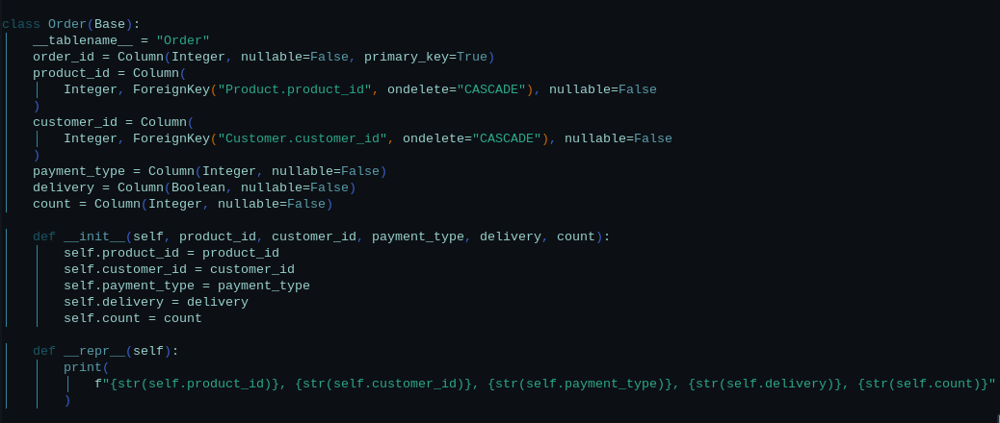 class Order(Base):
    __tablename__ = "Order"
    order_id = Column(Integer, nullable=False, primary_key=True)
    product_id = Column(
        Integer, ForeignKey("Product.product_id", ondelete="CASCADE"), nullable=False
    )
    customer_id = Column(
        Integer, ForeignKey("Customer.customer_id", ondelete="CASCADE"), nullable=False
    )
    payment_type = Column(Integer, nullable=False)
    delivery = Column(Boolean, nullable=False)
    count = Column(Integer, nullable=False)
    def __init__(self, product_id, customer_id, payment_type, delivery, count):
        self.product_id = product_id
        self.customer_id = customer_id
        self.payment_type = payment_type
        self.delivery = delivery
        self.count = count
    def __repr__(self):
        print(
            f"{str(self.product_id)}, {str(self.customer_id)}, {str(self.payment_type)}, {str(self.delivery)}, {str(self.count)}"
        )